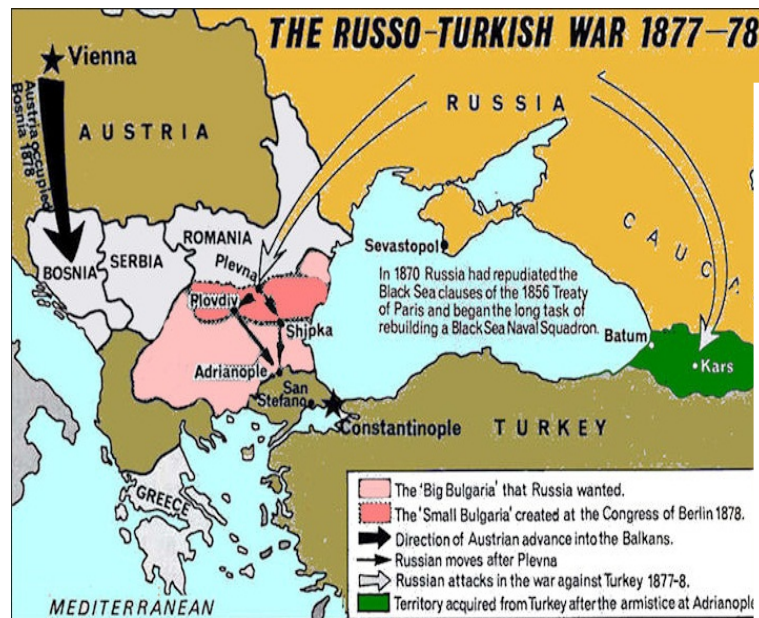 THE RUSSO-TURKISH WAR 1877-78
Vienna
Austria occupied
Bosnia 1878
AUSTRIA
RUSSIA
CAUCA
ROMANIA
BOSNIA
SERBIA
Plevna
Sevastopol
In 1870 Russia had repudiated the
Black Sea clauses of the 1856 Treaty
of Paris and began the long task of
rebuilding a Black Sea Naval Squadron.
Plovdiv
Shipka
Batum
Kars
Adrianople
San
Stefano
Constantinople
TURKEY
GREECE
MEDITERRANEAN
The 'Big Bulgaria' that Russia wanted.
The 'Small Bulgaria' created at the Congress of Berlin 1878.
Direction of Austrian advance into the Balkans.
Russian moves after Plevna
Russian attacks in the war against Turkey 1877-8.
Territory acquired from Turkey after the armistice at Adrianople